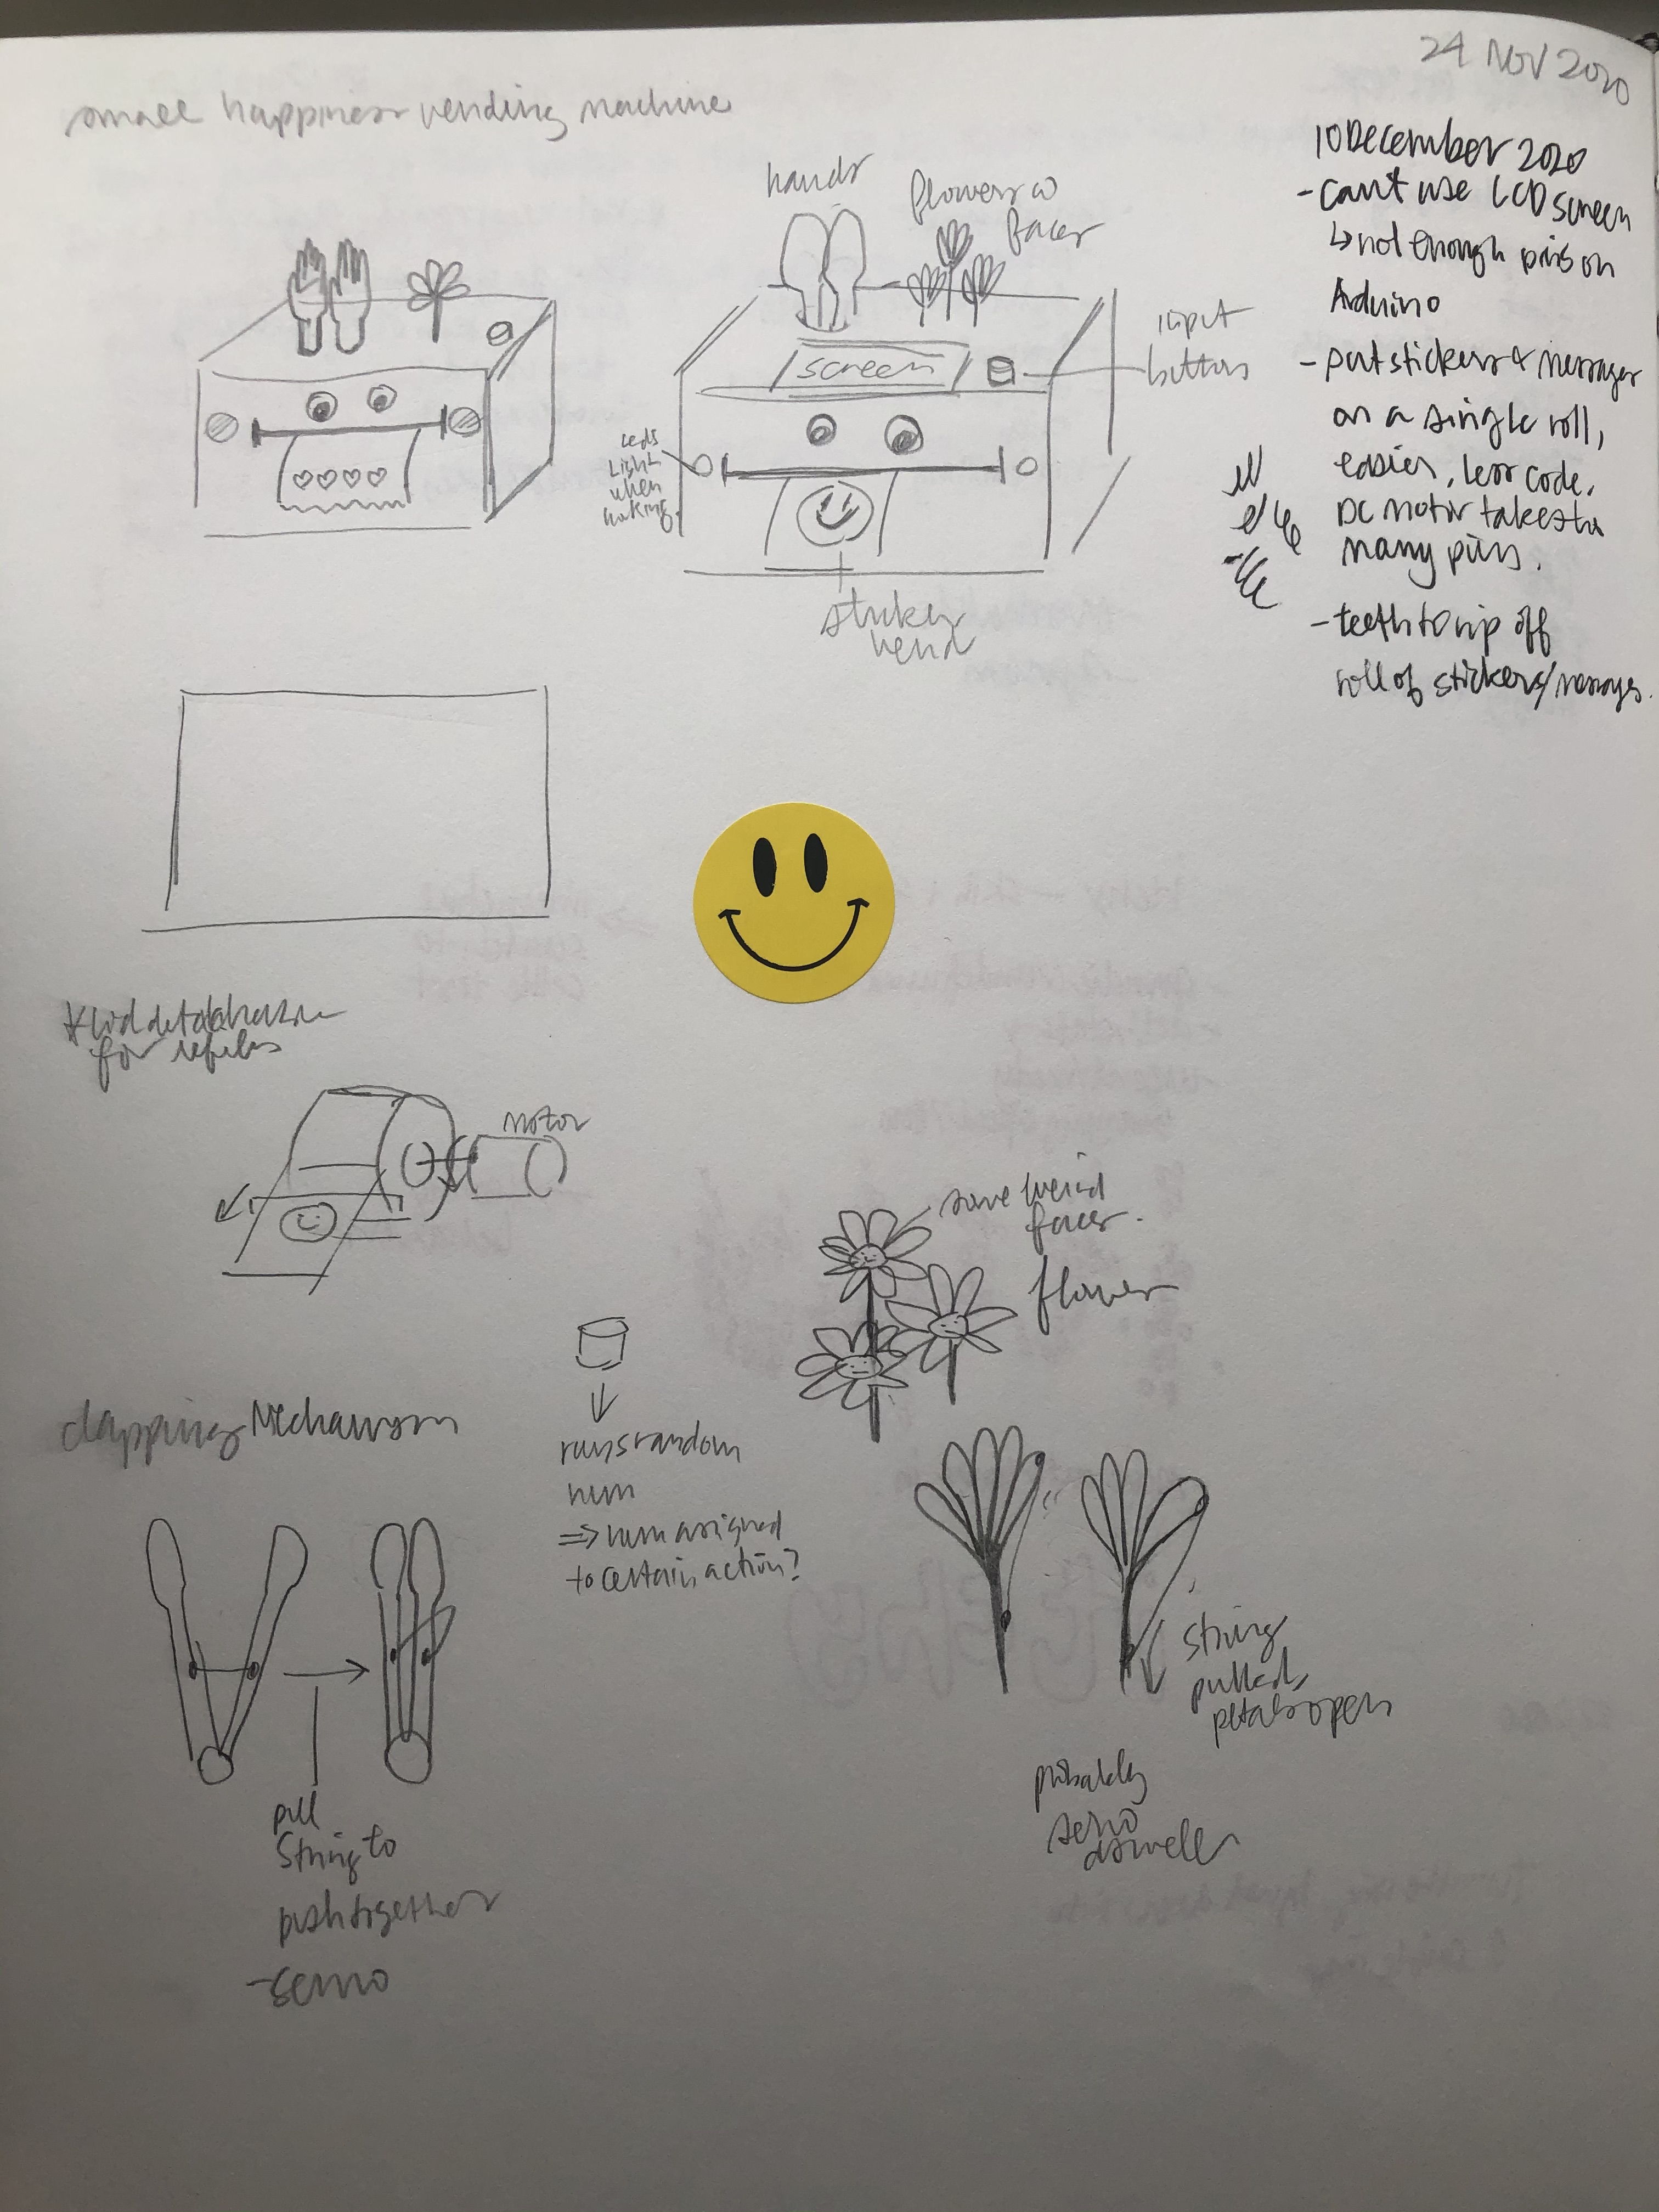 24 NOV 2020
small happiness vending machine
10 December 2020
- can't use LCD screen
↳ not enough pins on
Arduino
- put stickers + messages
on a single roll,
easier, less code.
DC motor takes too
many pins.
- teeth to rip off
roll of stickers/messages.
hands
flowers w
faces
screen
input
button
LEDs
light
when
sticker
vend
for refills
motor
some weird
faces.
flower
clapping Mechanism
runs random
num
⇒ num assigned
to certain action?
pull
string to
push together
- servo
string
pulled,
petals open
probably
servo
as well